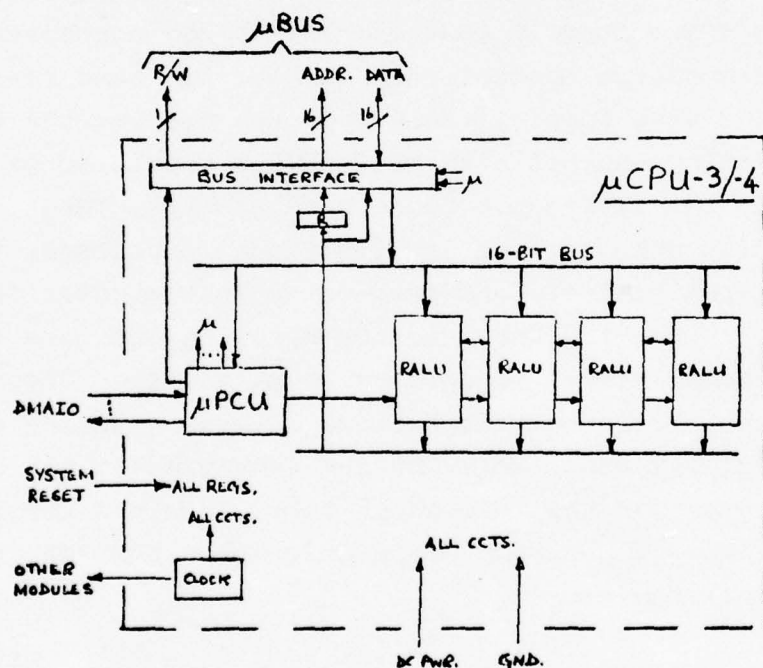 μBUS
R/W ADDR. DATA
1 16 16
BUS INTERFACE
μ
μCPU-3/-4
R
16-BIT BUS
μ
RALU RALU RALU RALU
μPCU
DMAIO
SYSTEM
RESET
ALL REGS.
ALL CCTS.
OTHER
MODULES
CLOCK
ALL CCTS.
DC PWR. GND.